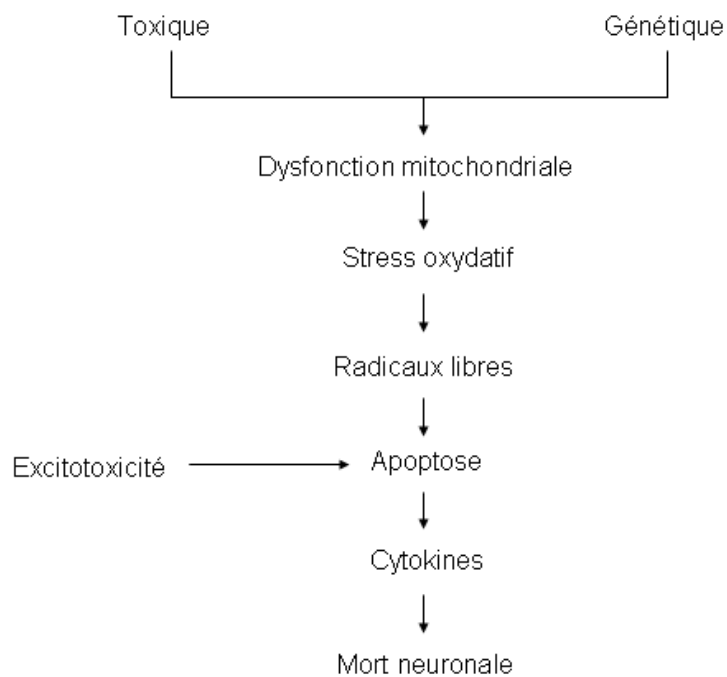 Toxique
Génétique
Dysfonction mitochondriale
Stress oxydatif
Radicaux libres
Excitotoxicité
Apoptose
Cytokines
Mort neuronale